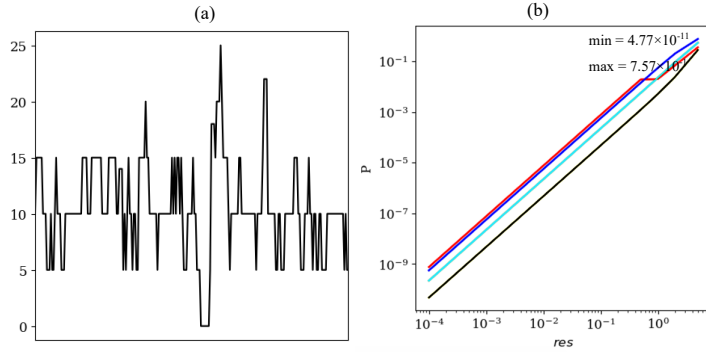 (a)
(b)
25
20
15
10
5
0
min = 4.77×10⁻¹¹
max = 7.57×10⁻¹
P
10⁻¹
10⁻³
10⁻⁵
10⁻⁷
10⁻⁹
10⁻⁴ 10⁻³ 10⁻² 10⁻¹ 10⁰
res